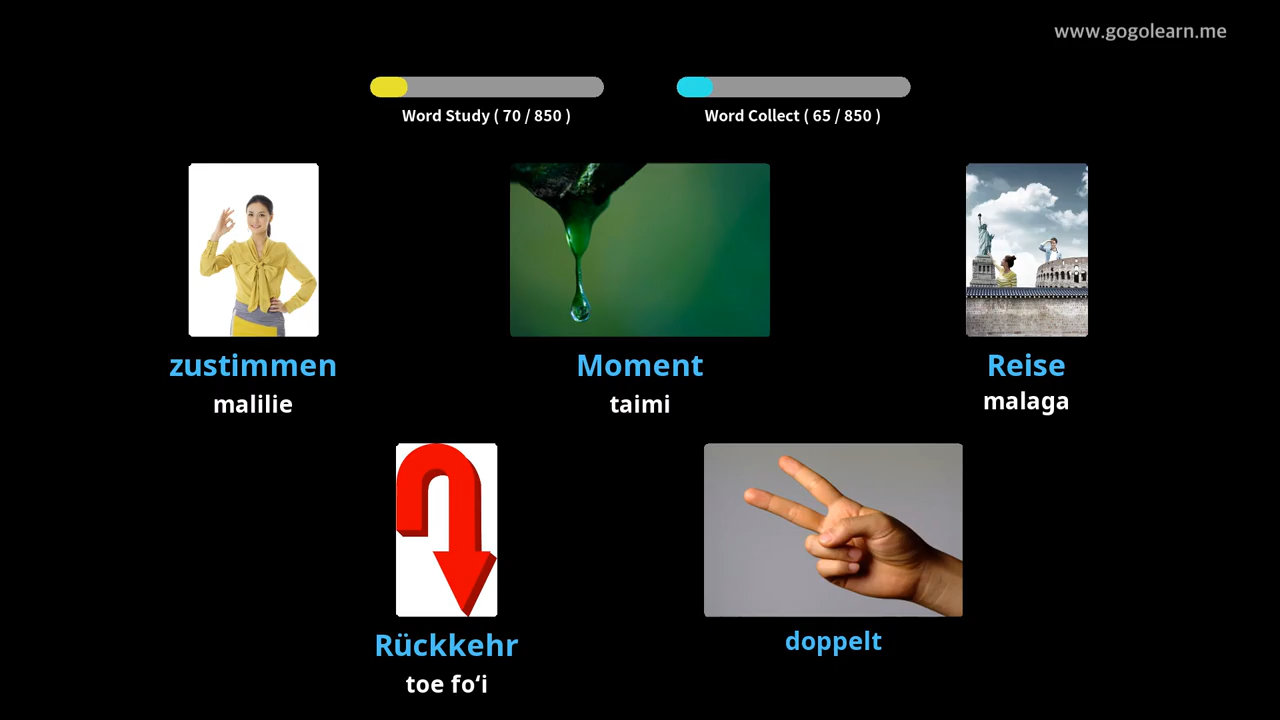 www.gogolearn.me
Word Study ( 70 / 850 )
Word Collect ( 65 / 850 )
zustimmen
malilie
Moment
taimi
Reise
malaga
Rückkehr
toe foʻi
doppelt